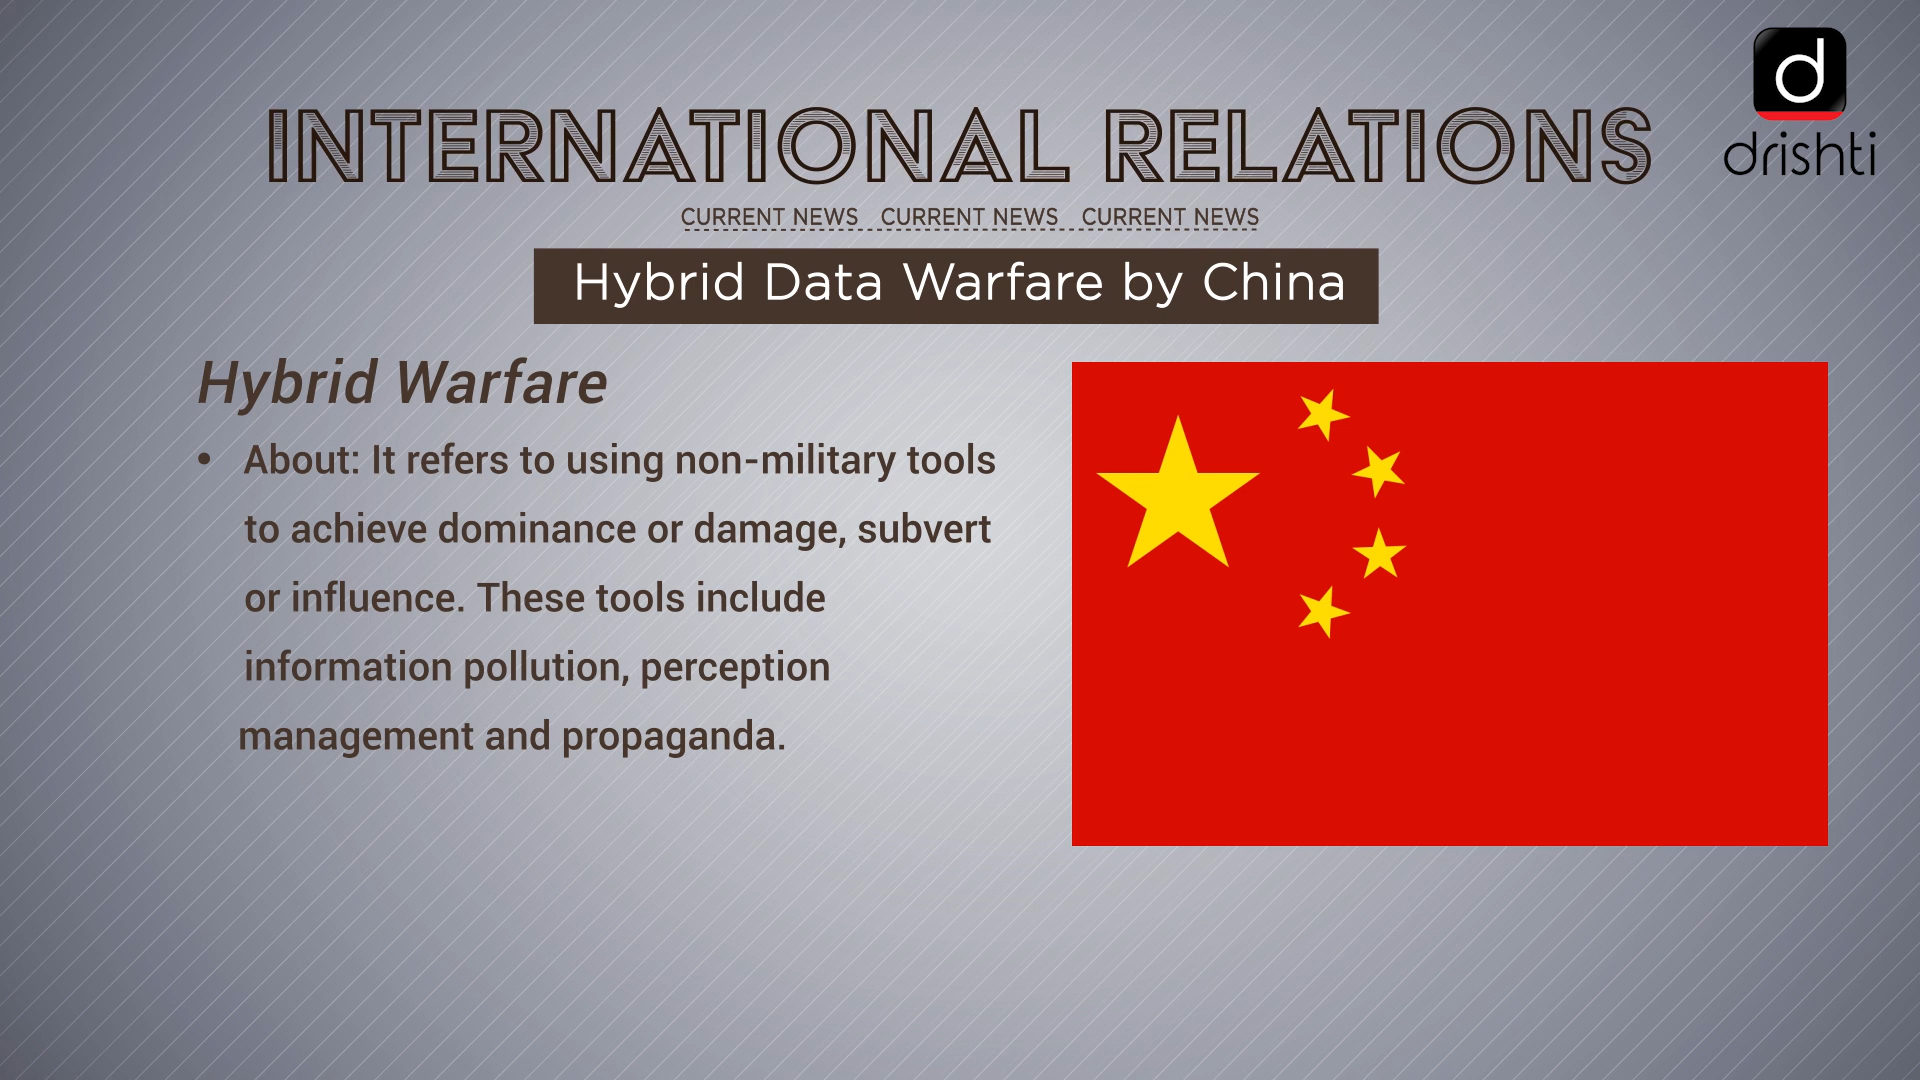 INTERNATIONAL RELATIONS
CURRENT NEWS CURRENT NEWS CURRENT NEWS
Hybrid Data Warfare by China
d
drishti
Hybrid Warfare
• About: It refers to using non-military tools
to achieve dominance or damage, subvert
or influence. These tools include
information pollution, perception
management and propaganda.